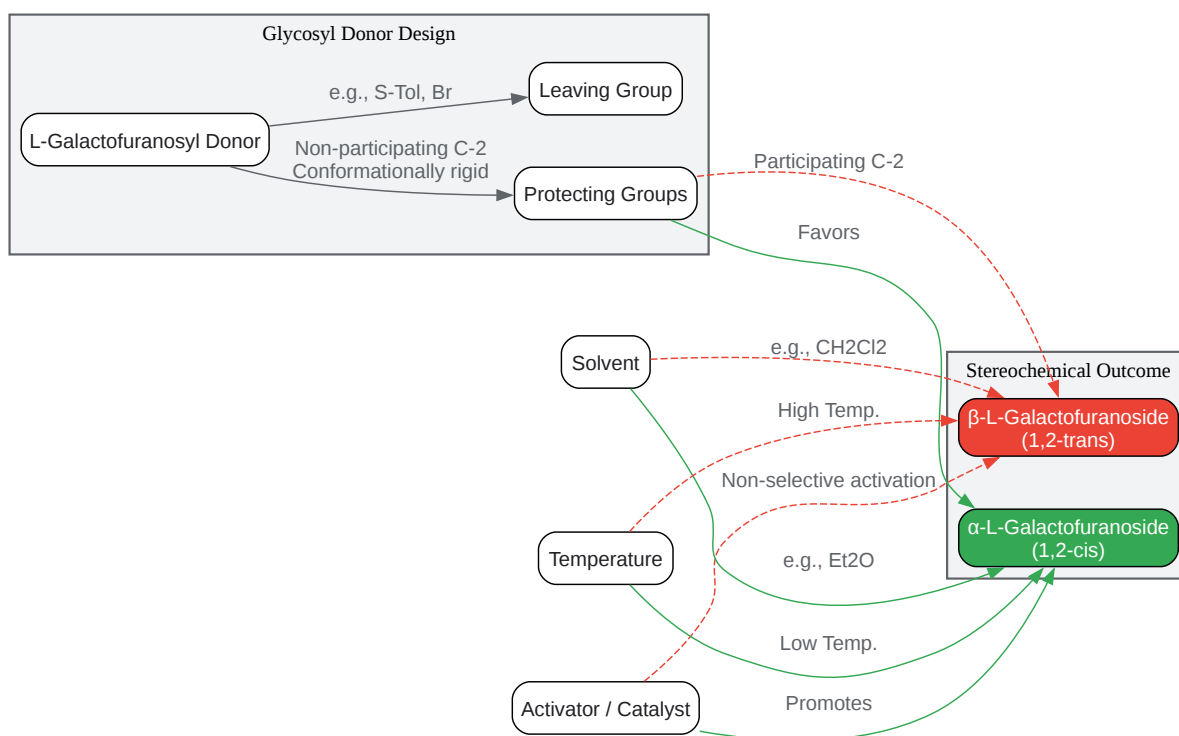 Glycosyl Donor Design
L-Galactofuranosyl Donor
e.g., S-Tol, Br
Leaving Group
Non-participating C-2
Conformationally rigid
Protecting Groups
Participating C-2
Favors
Solvent
e.g., CH2Cl2
High Temp.
Non-selective activation
Stereochemical Outcome
β-L-Galactofuranoside
(1,2-trans)
α-L-Galactofuranoside
(1,2-cis)
Temperature
e.g., Et2O
Low Temp.
Activator / Catalyst
Promotes